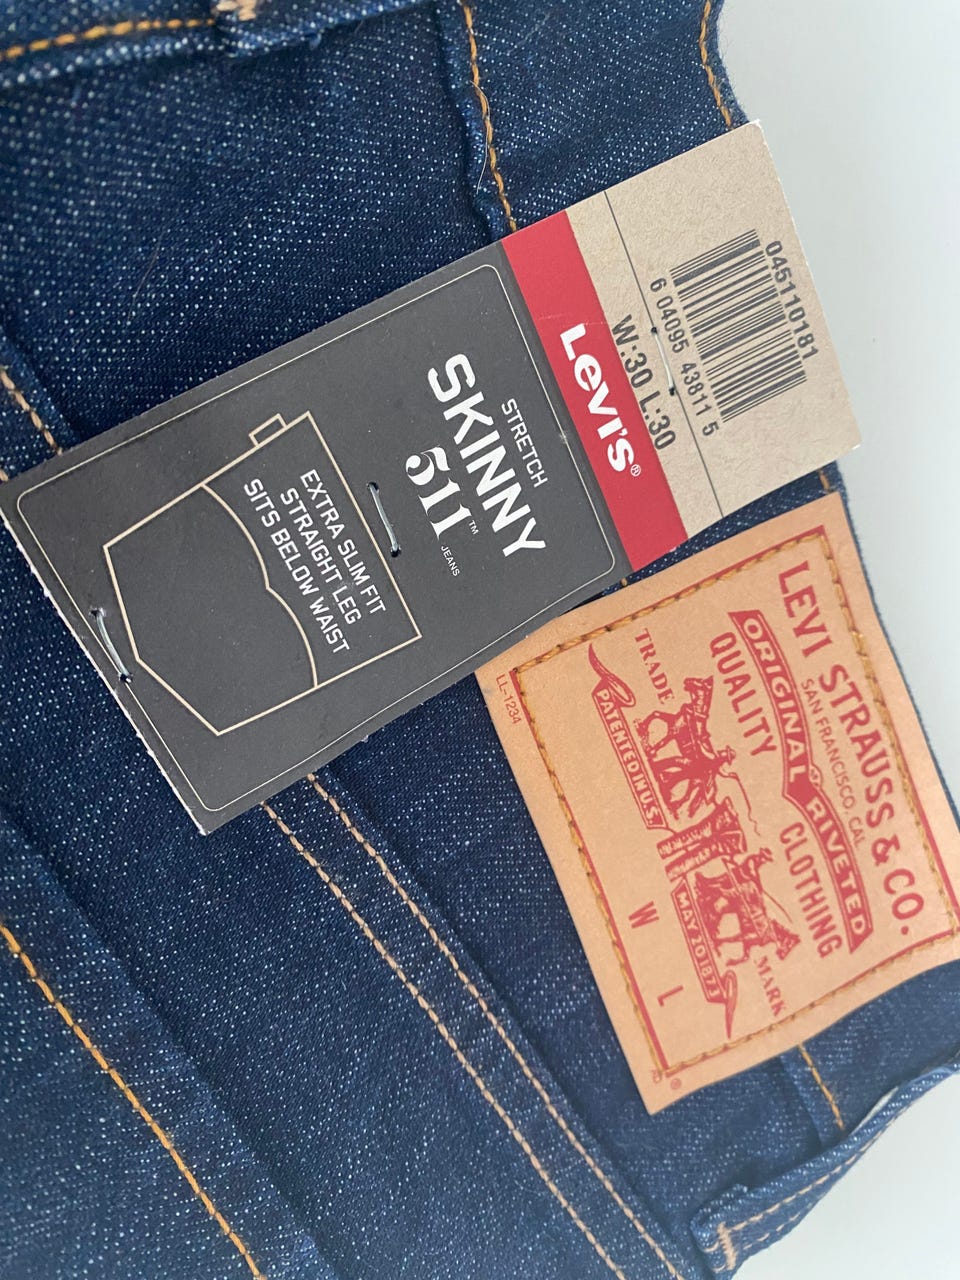 045110181
6 04095 43811 5
W:30 L:30
Levi's®
STRETCH
SKINNY
511™
JEANS
EXTRA SLIM FIT
STRAIGHT LEG
SITS BELOW WAIST
LEVI STRAUSS & CO.
SAN FRANCISCO, CAL
ORIGINAL RIVETED
QUALITY CLOTHING
TRADE MARK
PATENTED IN U.S. MAY 20 1873
W L
LL-1234
®